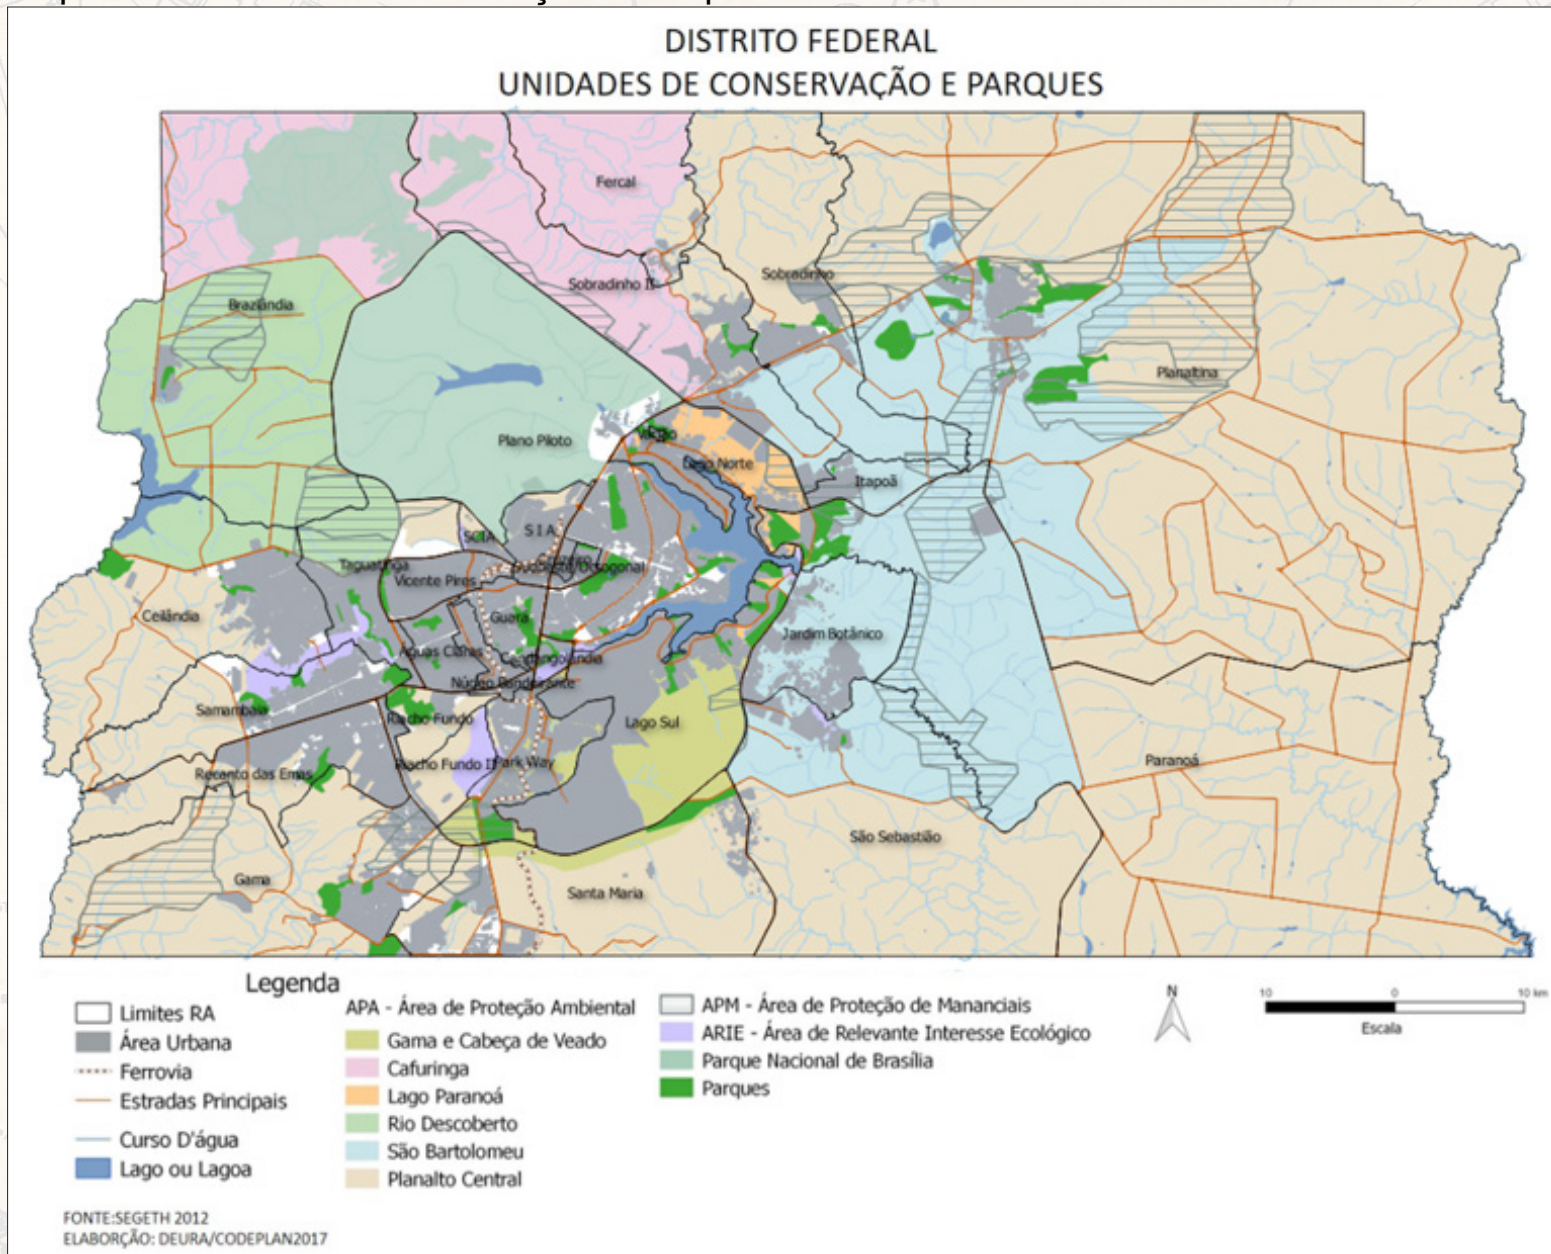 DISTRITO FEDERAL
UNIDADES DE CONSERVAÇÃO E PARQUES
Fercal
Sobradinho II
Sobradinho
Brazlândia
Planaltina
Plano Piloto
Lago Norte
Itapoã
SCIA
S I A
Taguatinga
Vicente Pires
Ceilândia
Guará
Jardim Botânico
Águas Claras
Candangolândia
Núcleo Bandeirante
Samambaia
Riacho Fundo
Lago Sul
Recanto das Emas
Riacho Fundo II
Park Way
Paranoá
São Sebastião
Gama
Santa Maria
Legenda
Limites RA
Área Urbana
Ferrovia
Estradas Principais
Curso D'água
Lago ou Lagoa
APA - Área de Proteção Ambiental
Gama e Cabeça de Veado
Cafuringa
Lago Paranoá
Rio Descoberto
São Bartolomeu
Planalto Central
APM - Área de Proteção de Mananciais
ARIE - Área de Relevante Interesse Ecológico
Parque Nacional de Brasília
Parques
N
10 0 10 km
Escala
FONTE:SEGETH 2012
ELABORÇÃO: DEURA/CODEPLAN2017